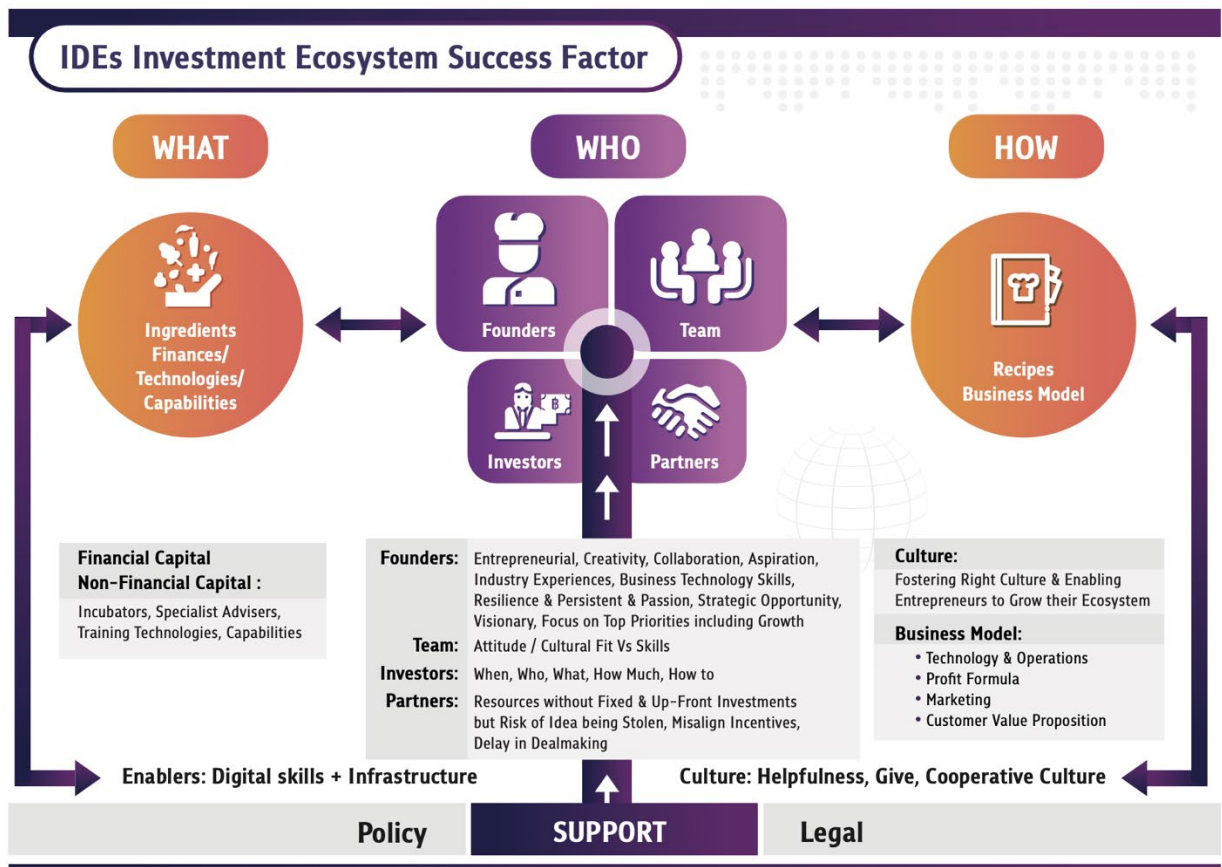 IDEs Investment Ecosystem Success Factor
WHAT
WHO
HOW
Ingredients
Finances/
Technologies/
Capabilities
Founders
Team
Investors
฿
Partners
Recipes
Business Model
Financial Capital
Non-Financial Capital :
Incubators, Specialist Advisers,
Training Technologies, Capabilities
Founders: Entrepreneurial, Creativity, Collaboration, Aspiration,
Industry Experiences, Business Technology Skills,
Resilience & Persistent & Passion, Strategic Opportunity,
Visionary, Focus on Top Priorities including Growth
Team: Attitude / Cultural Fit Vs Skills
Investors: When, Who, What, How Much, How to
Partners: Resources without Fixed & Up-Front Investments
but Risk of Idea being Stolen, Misalign Incentives,
Delay in Dealmaking
Culture:
Fostering Right Culture & Enabling
Entrepreneurs to Grow their Ecosystem
Business Model:
• Technology & Operations
• Profit Formula
• Marketing
• Customer Value Proposition
Enablers: Digital skills + Infrastructure
Culture: Helpfulness, Give, Cooperative Culture
Policy
SUPPORT
Legal